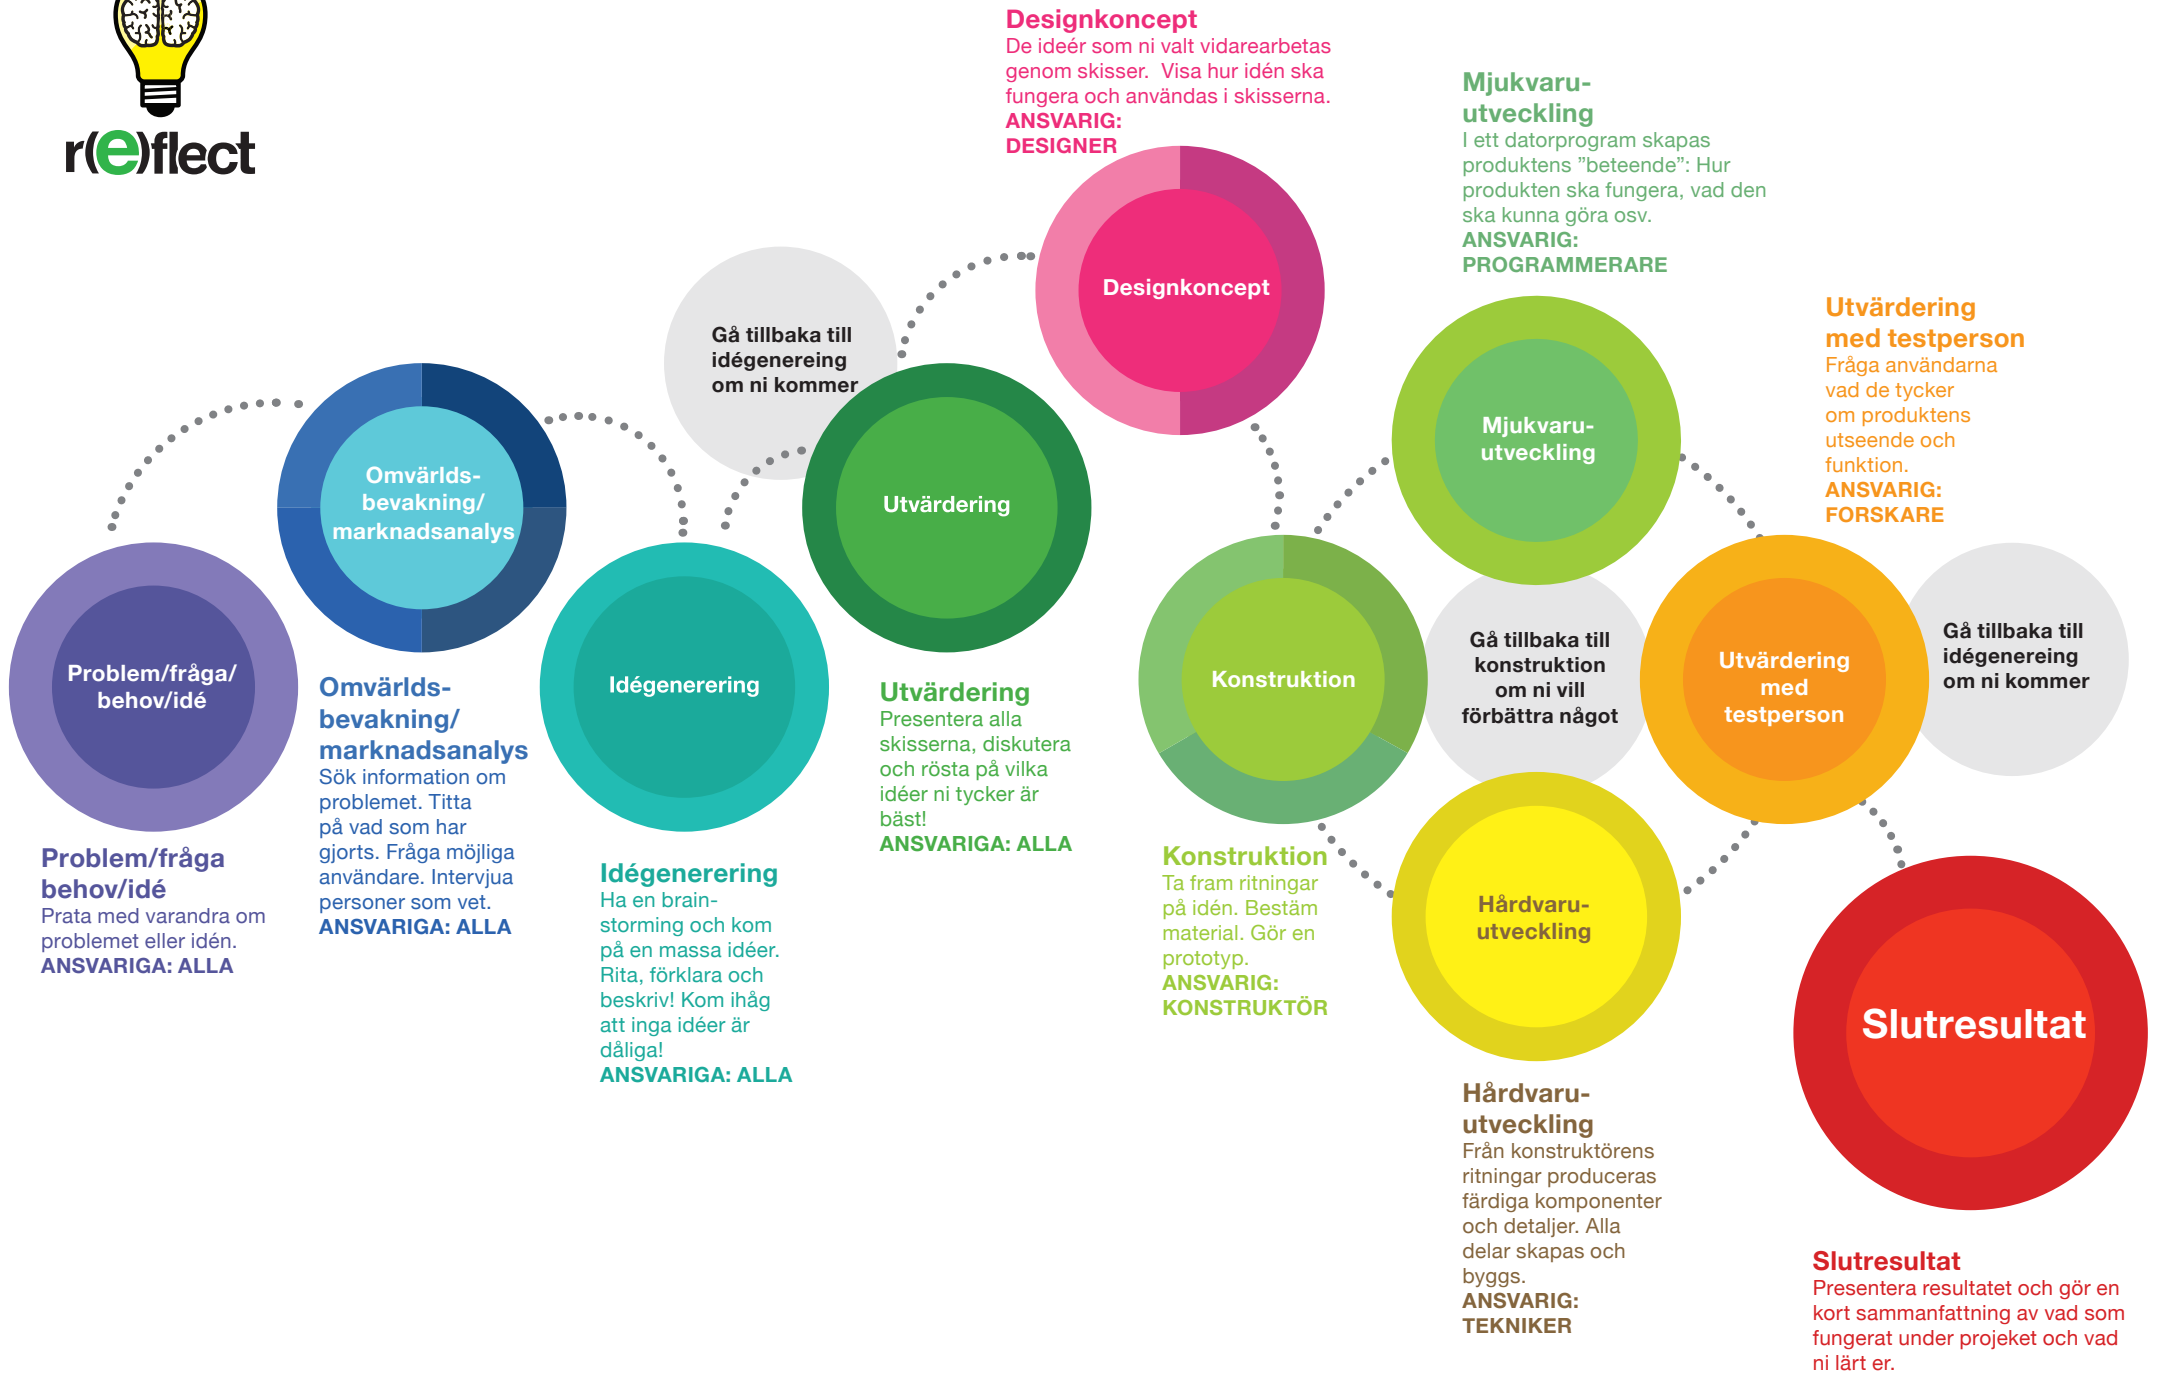 r(e)flect
Designkoncept
De ideér som ni valt vidarearbetas
genom skisser.  Visa hur idén ska
fungera och användas i skisserna.
ANSVARIG:
DESIGNER
Mjukvaru-
utveckling
I ett datorprogram skapas
produktens ”beteende”: Hur
produkten ska fungera, vad den
ska kunna göra osv.
ANSVARIG:
PROGRAMMERARE
Utvärdering
med testperson
Fråga användarna
vad de tycker
om produktens
utseende och
funktion.
ANSVARIG:
FORSKARE
Problem/fråga/
behov/idé
Omvärlds-
bevakning/
marknadsanalys
Idégenerering
Gå tillbaka till
idégenereing
om ni kommer
Utvärdering
Designkoncept
Konstruktion
Mjukvaru-
utveckling
Gå tillbaka till
konstruktion
om ni vill
förbättra något
Hårdvaru-
utveckling
Utvärdering
med
testperson
Gå tillbaka till
idégenereing
om ni kommer
Slutresultat
Problem/fråga
behov/idé
Prata med varandra om
problemet eller idén.
ANSVARIGA: ALLA
Omvärlds-
bevakning/
marknadsanalys
Sök information om
problemet. Titta
på vad som har
gjorts. Fråga möjliga
användare. Intervjua
personer som vet.
ANSVARIGA: ALLA
Idégenerering
Ha en brain-
storming och kom
på en massa idéer.
Rita, förklara och
beskriv! Kom ihåg
att inga idéer är
dåliga!
ANSVARIGA: ALLA
Utvärdering
Presentera alla
skisserna, diskutera
och rösta på vilka
idéer ni tycker är
bäst!
ANSVARIGA: ALLA
Konstruktion
Ta fram ritningar
på idén. Bestäm
material. Gör en
prototyp.
ANSVARIG:
KONSTRUKTÖR
Hårdvaru-
utveckling
Från konstruktörens
ritningar produceras
färdiga komponenter
och detaljer. Alla
delar skapas och
byggs.
ANSVARIG:
TEKNIKER
Slutresultat
Presentera resultatet och gör en
kort sammanfattning av vad som
fungerat under projeket och vad
ni lärt er.